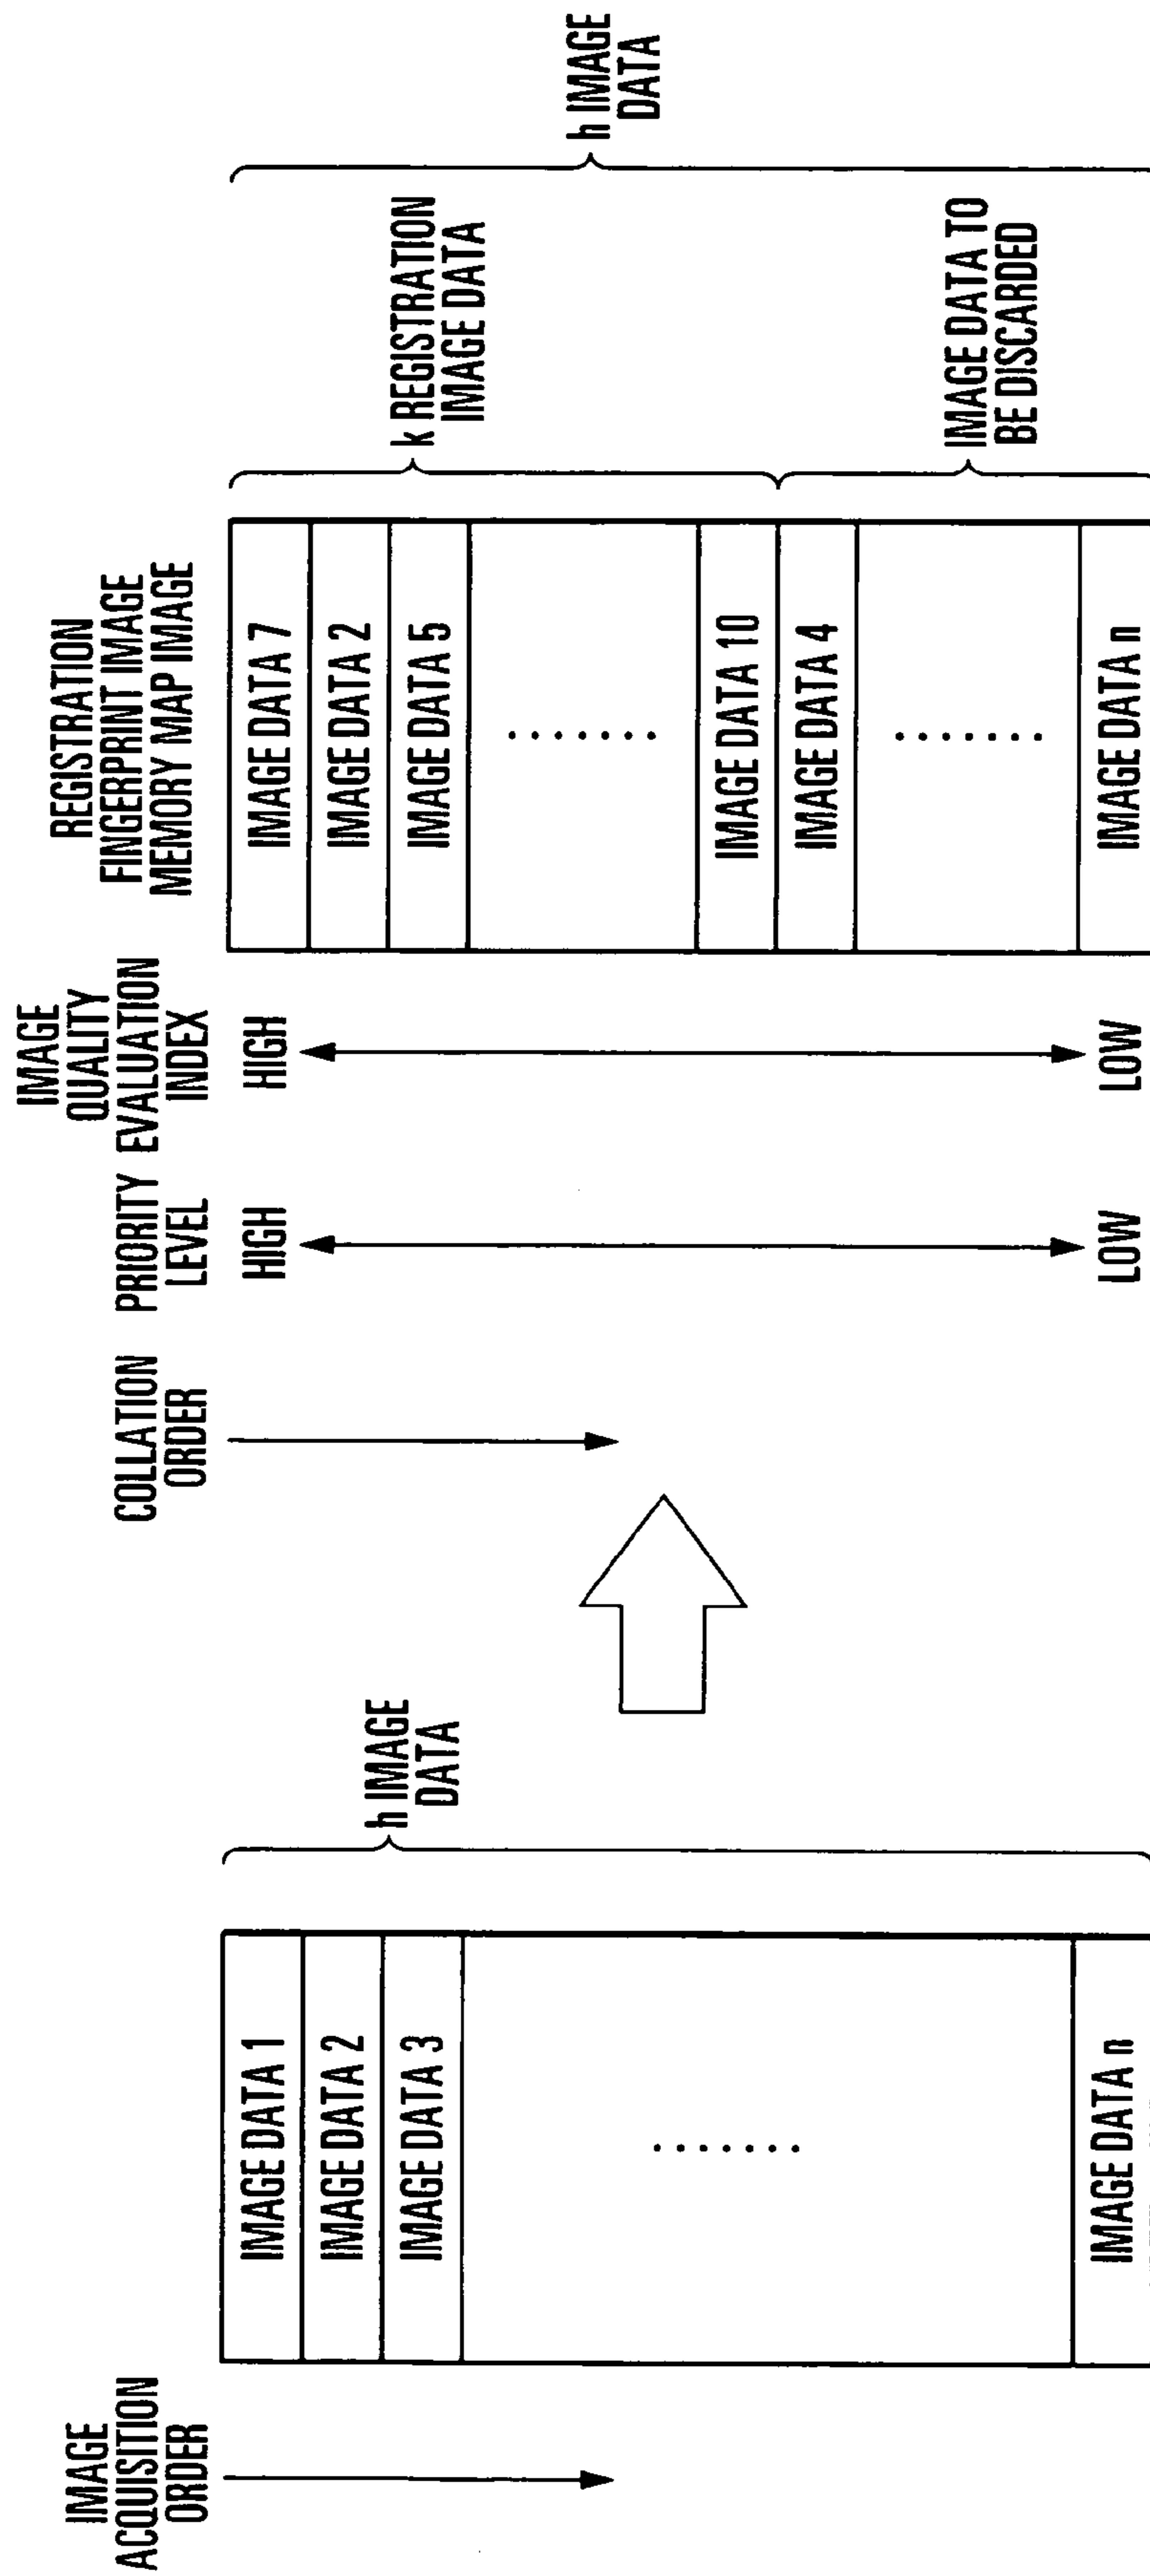 IMAGE
ACQUISITION
ORDER
IMAGE DATA 1
IMAGE DATA 2
IMAGE DATA 3
.......
IMAGE DATA n
h IMAGE
DATA
COLLATION
ORDER
PRIORITY
LEVEL
HIGH
LOW
IMAGE
QUALITY
EVALUATION
INDEX
HIGH
LOW
REGISTRATION
FINGERPRINT IMAGE
MEMORY MAP IMAGE
IMAGE DATA 7
IMAGE DATA 2
IMAGE DATA 5
.......
IMAGE DATA 10
IMAGE DATA 4
.......
IMAGE DATA n
k REGISTRATION
IMAGE DATA
IMAGE DATA TO
BE DISCARDED
h IMAGE
DATA